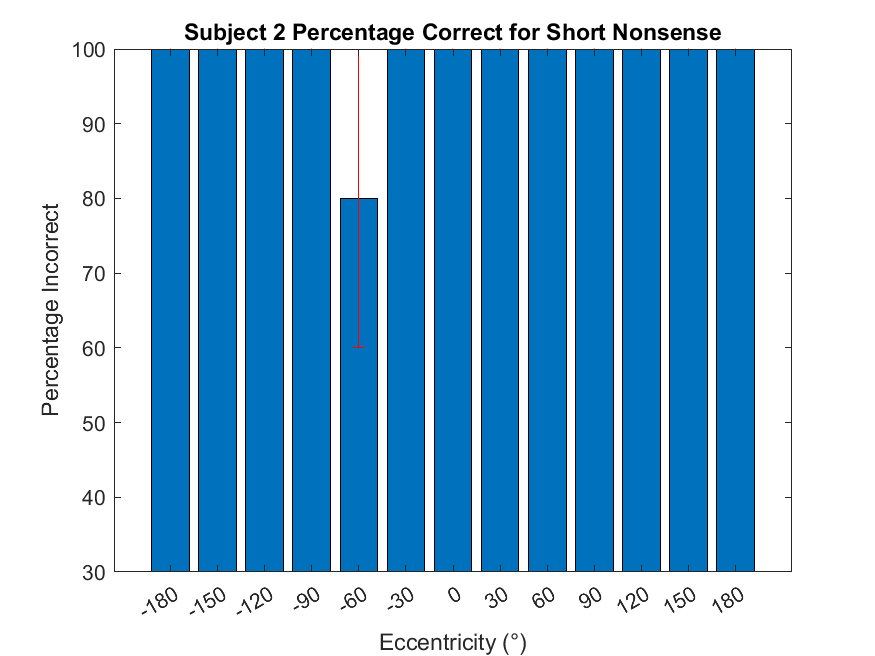 Subject 2 Percentage Correct for Short Nonsense
100
90
80
70
60
50
40
30
Percentage Incorrect
-180 -150 -120 -90 -60 -30 0 30 60 90 120 150 180
Eccentricity (°)